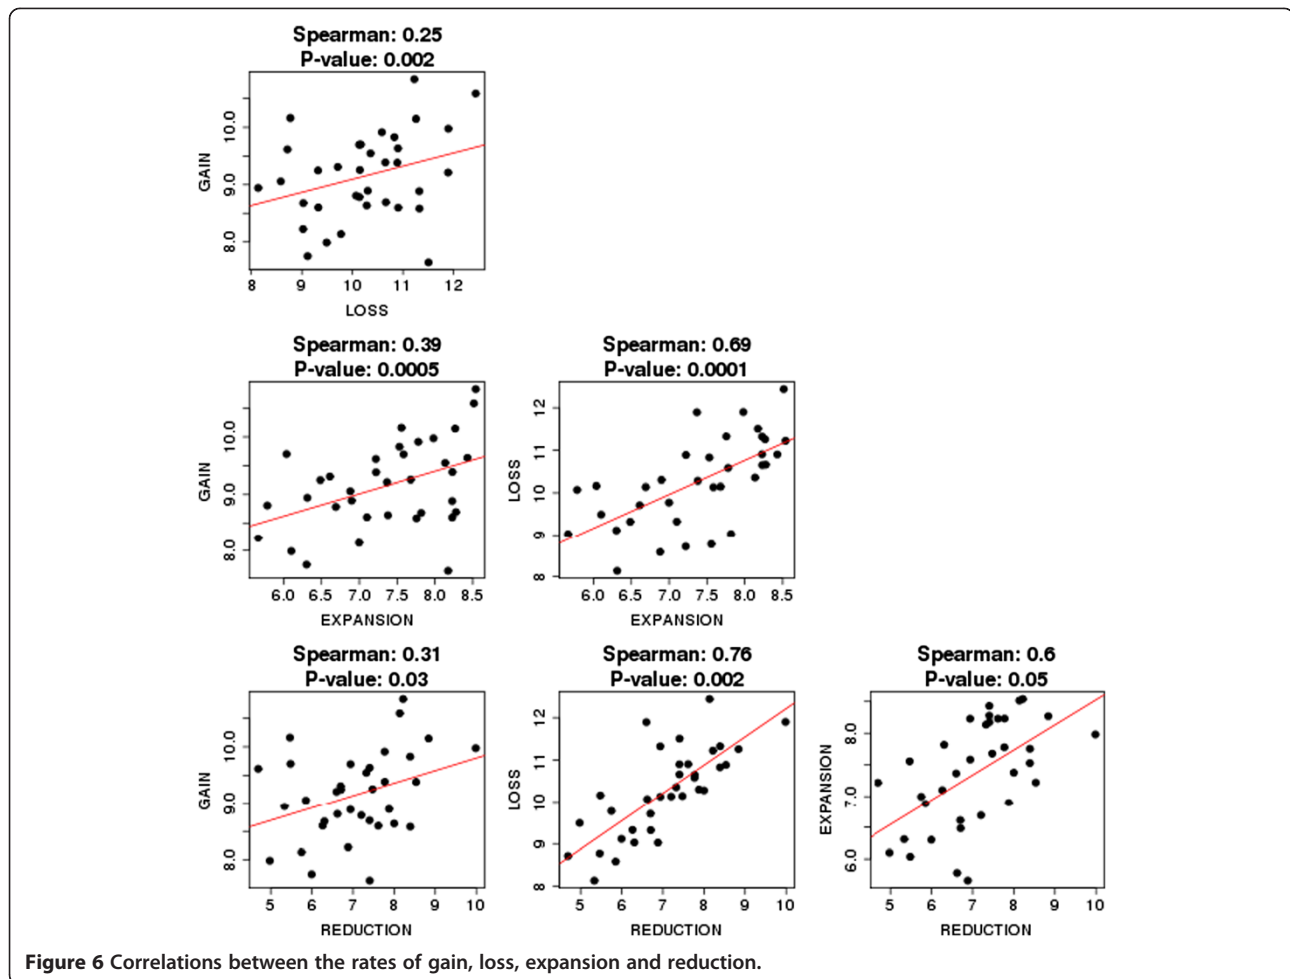 Spearman: 0.25
P-value: 0.002
GAIN
10.0
9.0
8.0
8 9 10 11 12
LOSS
Spearman: 0.39
P-value: 0.0005
GAIN
10.0
9.0
8.0
6.0 6.5 7.0 7.5 8.0 8.5
EXPANSION
Spearman: 0.69
P-value: 0.0001
LOSS
12
11
10
9
8
6.0 6.5 7.0 7.5 8.0 8.5
EXPANSION
Spearman: 0.31
P-value: 0.03
GAIN
10.0
9.0
8.0
5 6 7 8 9 10
REDUCTION
Spearman: 0.76
P-value: 0.002
LOSS
12
11
10
9
8
5 6 7 8 9 10
REDUCTION
Spearman: 0.6
P-value: 0.05
EXPANSION
8.0
7.0
6.0
5 6 7 8 9 10
REDUCTION
Figure 6 Correlations between the rates of gain, loss, expansion and reduction.